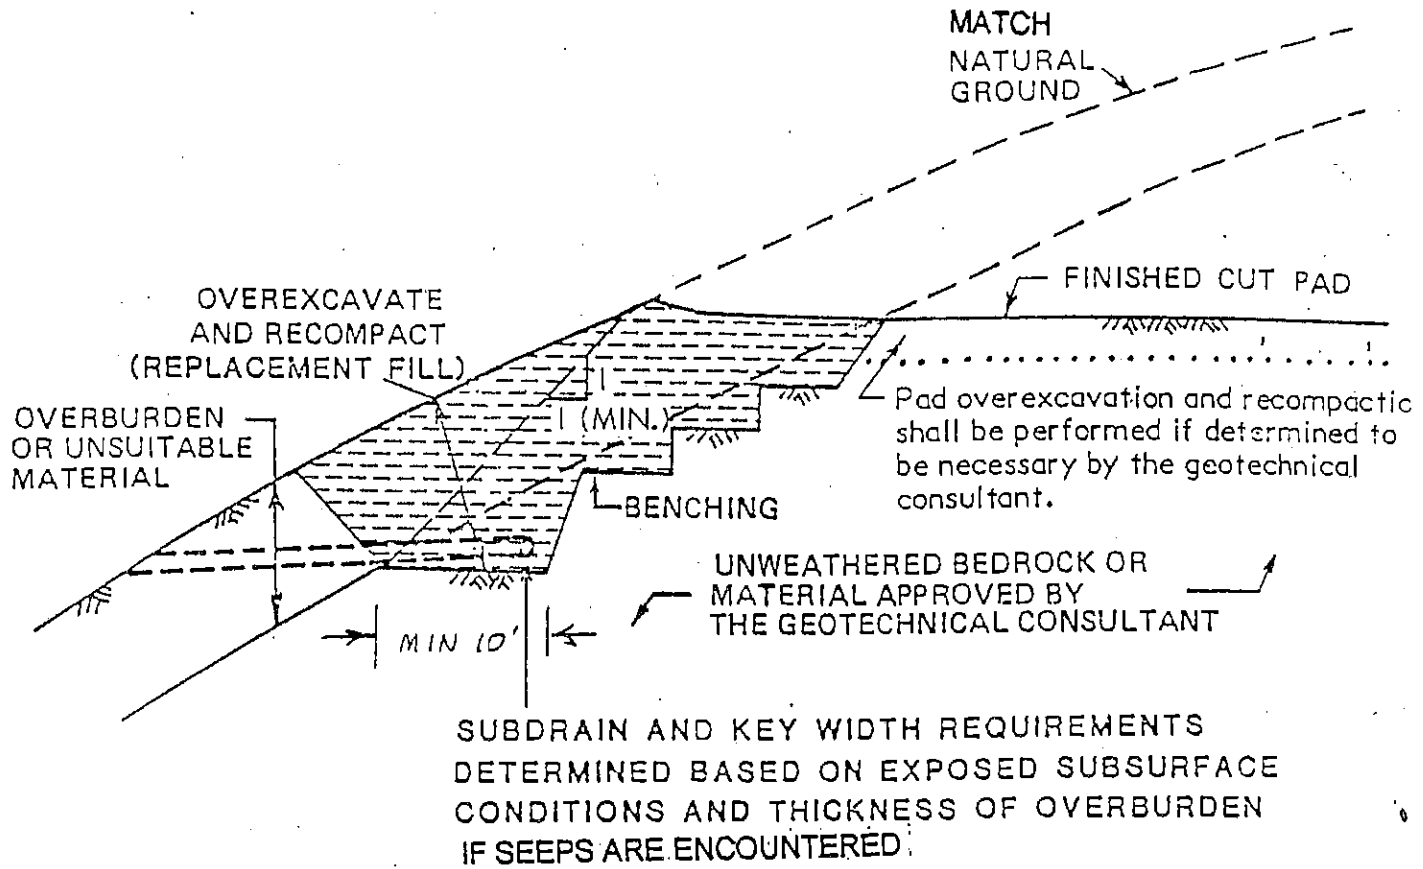 MATCH
NATURAL
GROUND
FINISHED CUT PAD
OVEREXCAVATE
AND RECOMPACT
(REPLACEMENT FILL)
OVERBURDEN
OR UNSUITABLE
MATERIAL
1
1 (MIN.)
Pad overexcavation and recompactic
shall be performed if determined to
be necessary by the geotechnical
consultant.
BENCHING
UNWEATHERED BEDROCK OR
MATERIAL APPROVED BY
THE GEOTECHNICAL CONSULTANT
MIN 10'
SUBDRAIN AND KEY WIDTH REQUIREMENTS
DETERMINED BASED ON EXPOSED SUBSURFACE
CONDITIONS AND THICKNESS OF OVERBURDEN
IF SEEPS ARE ENCOUNTERED.